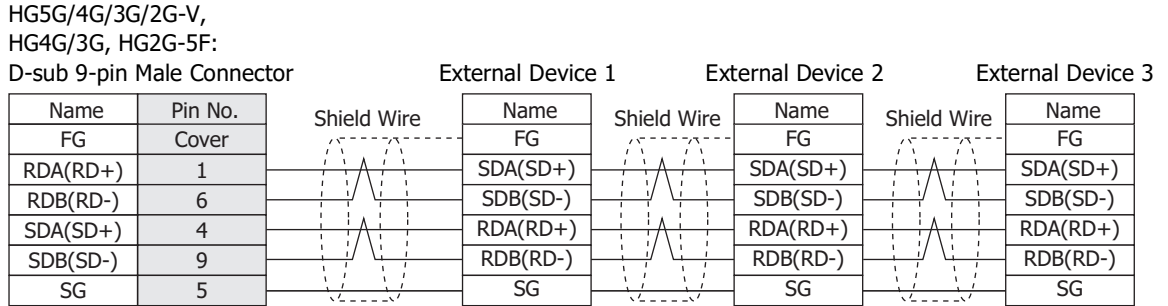 HG5G/4G/3G/2G-V,
HG4G/3G, HG2G-5F:
D-sub 9-pin Male Connector External Device 1 External Device 2 External Device 3
Name Pin No. Shield Wire Name Shield Wire Name Shield Wire Name
FG Cover FG FG FG
RDA(RD+) 1 SDA(SD+) SDA(SD+) SDA(SD+)
RDB(RD-) 6 SDB(SD-) SDB(SD-) SDB(SD-)
SDA(SD+) 4 RDA(RD+) RDA(RD+) RDA(RD+)
SDB(SD-) 9 RDB(RD-) RDB(RD-) RDB(RD-)
SG 5 SG SG SG